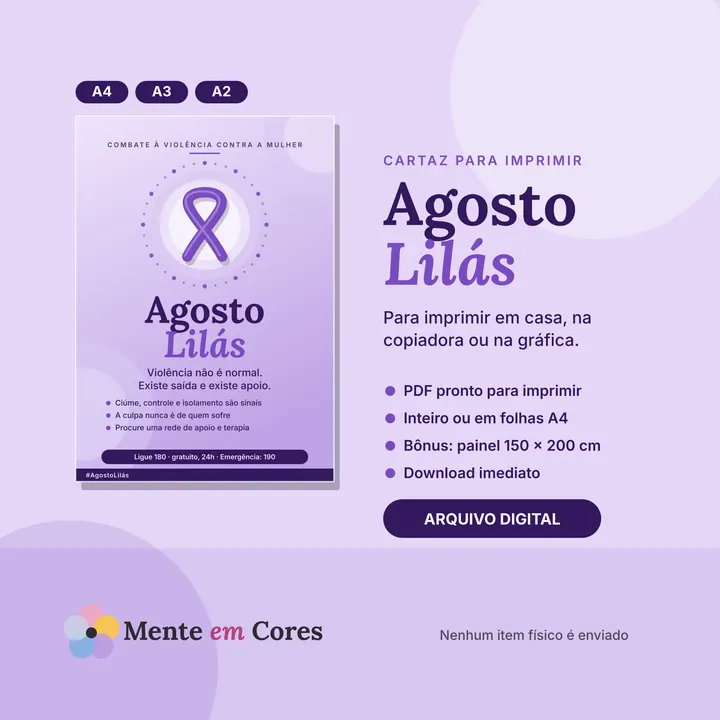 A4 A3 A2
COMBATE À VIOLÊNCIA CONTRA A MULHER
Agosto
Lilás
Violência não é normal.
Existe saída e existe apoio.
Ciúme, controle e isolamento são sinais
A culpa nunca é de quem sofre
Procure uma rede de apoio e terapia
Ligue 180 · gratuito, 24h · Emergência: 190
#AgostoLilás
CARTAZ PARA IMPRIMIR
Agosto
Lilás
Para imprimir em casa, na
copiadora ou na gráfica.
PDF pronto para imprimir
Inteiro ou em folhas A4
Bônus: painel 150 × 200 cm
Download imediato
ARQUIVO DIGITAL
Mente em Cores
Nenhum item físico é enviado